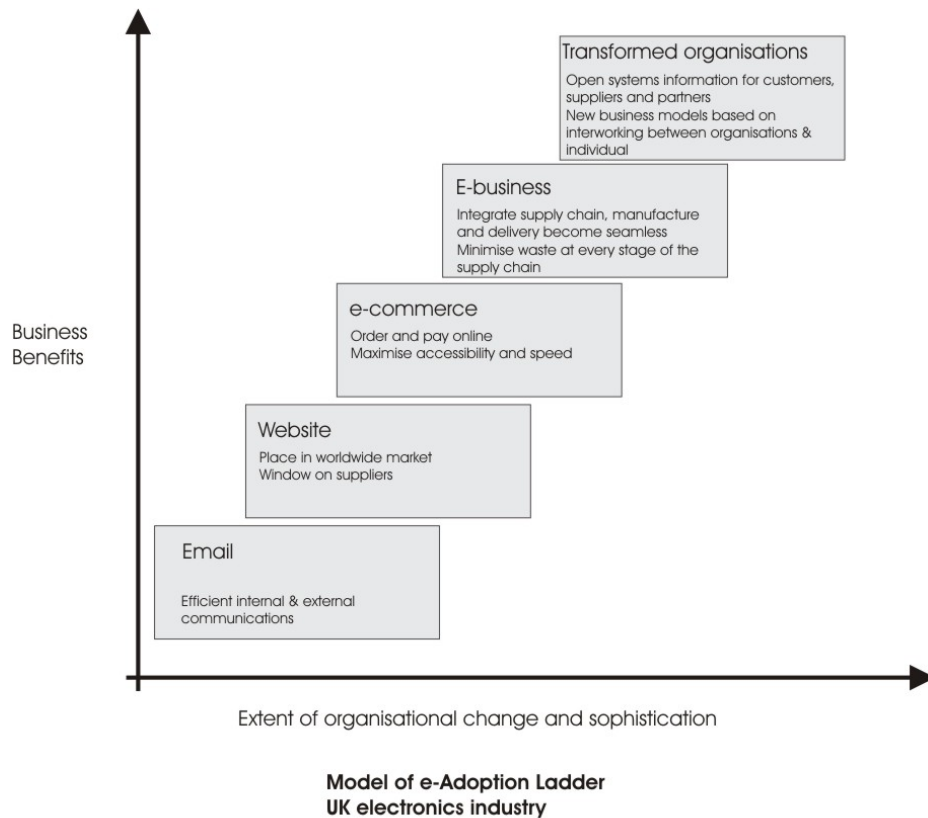 Transformed organisations
Open systems information for customers,
suppliers and partners
New business models based on
interworking between organisations &
individual
E-business
Integrate supply chain, manufacture
and delivery become seamless
Minimise waste at every stage of the
supply chain
e-commerce
Order and pay online
Maximise accessibility and speed
Business
Benefits
Website
Place in worldwide market
Window on suppliers
Email
Efficient internal & external
communications
Extent of organisational change and sophistication
Model of e-Adoption Ladder
UK electronics industry